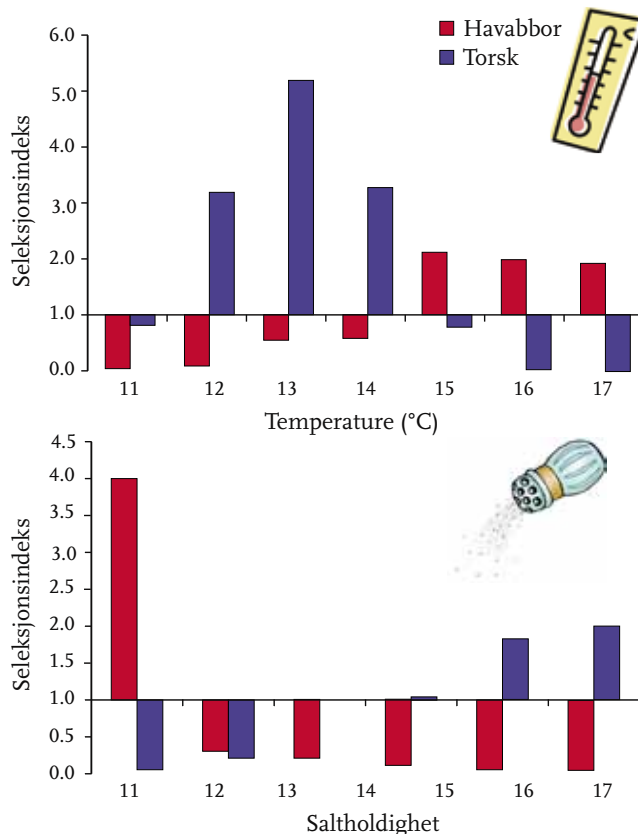 Havabbor
Torsk
Seleksjonsindeks
6.0
5.0
4.0
3.0
2.0
1.0
0.0
11 12 13 14 15 16 17
Temperature (°C)
Seleksjonsindeks
4.5
4.0
3.5
3.0
2.5
2.0
1.5
1.0
0.5
0.0
11 12 13 14 15 16 17
Saltholdighet